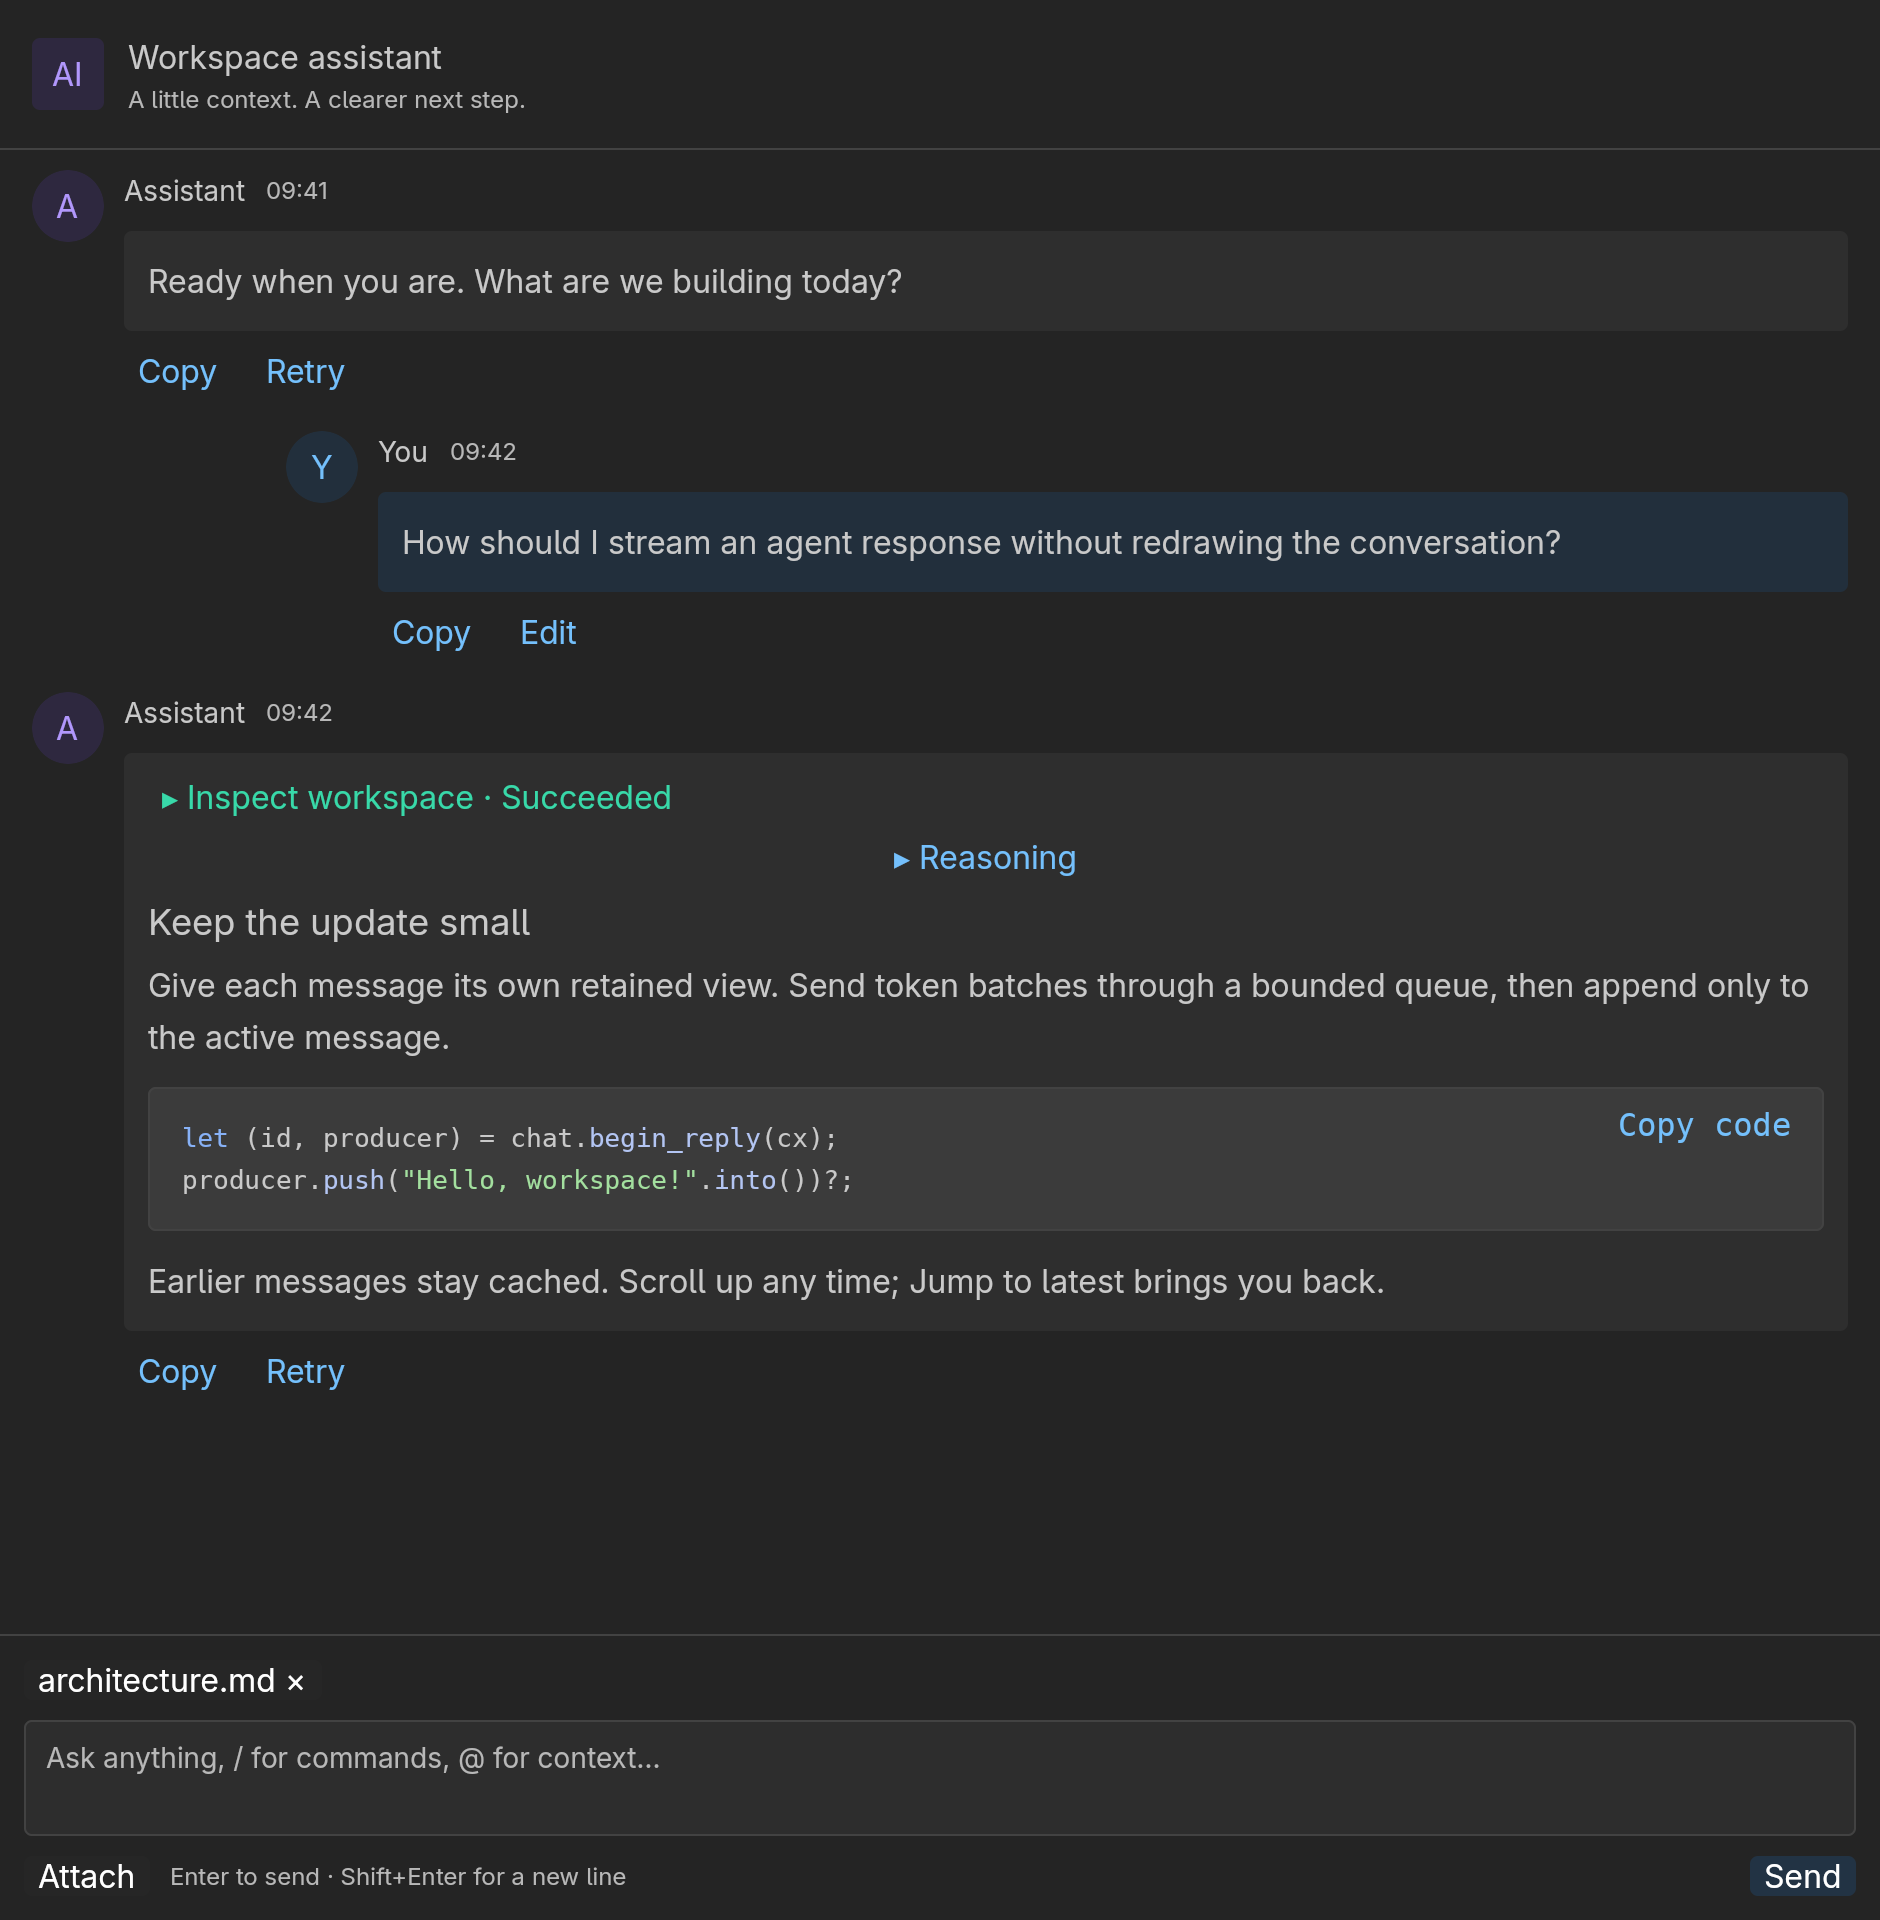 AI
Workspace assistant
A little context. A clearer next step.
A
Assistant 09:41
Ready when you are. What are we building today?
Copy Retry
Y
You 09:42
How should I stream an agent response without redrawing the conversation?
Copy Edit
A
Assistant 09:42
▸ Inspect workspace · Succeeded
▸ Reasoning
Keep the update small
Give each message its own retained view. Send token batches through a bounded queue, then append only to
the active message.
Copy code
let (id, producer) = chat.begin_reply(cx);
producer.push("Hello, workspace!".into())?;
Earlier messages stay cached. Scroll up any time; Jump to latest brings you back.
Copy Retry
architecture.md ×
Ask anything, / for commands, @ for context...
Attach Enter to send · Shift+Enter for a new line Send